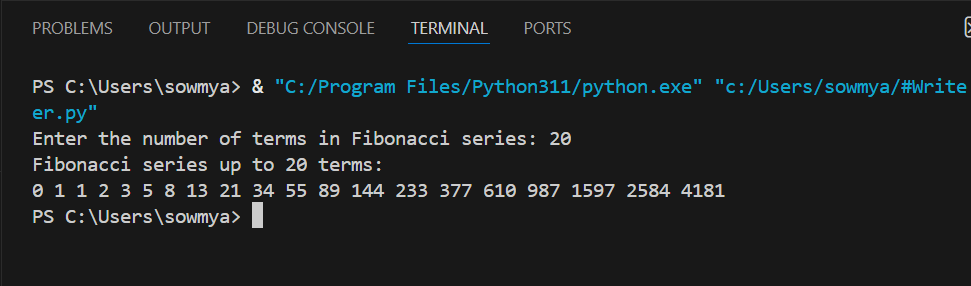 PROBLEMS OUTPUT DEBUG CONSOLE TERMINAL PORTS
PS C:\Users\sowmya> & "C:/Program Files/Python311/python.exe" "c:/Users/sowmya/#Write
er.py"
Enter the number of terms in Fibonacci series: 20
Fibonacci series up to 20 terms:
0 1 1 2 3 5 8 13 21 34 55 89 144 233 377 610 987 1597 2584 4181
PS C:\Users\sowmya>